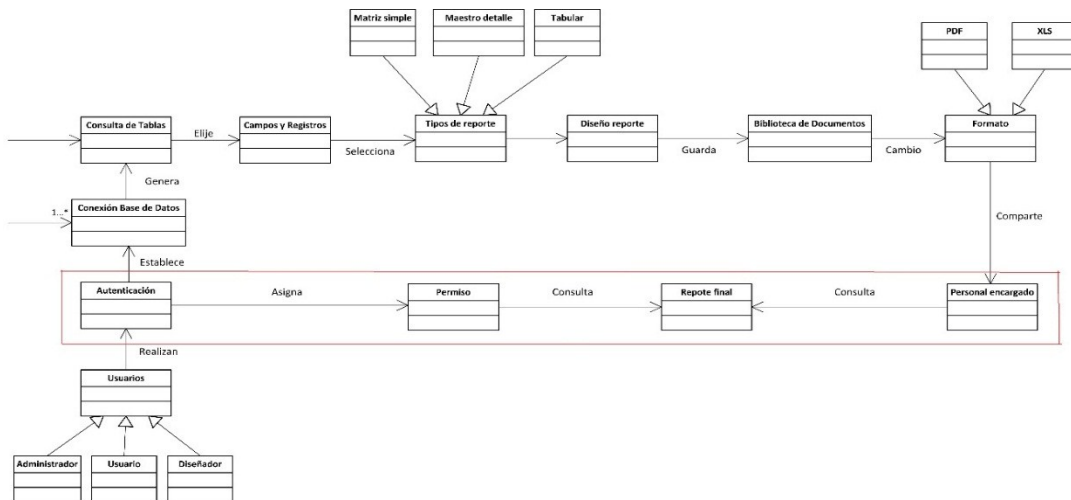 Matriz simple
Maestro detalle
Tabular
PDF
XLS
Consulta de Tablas
Elije
Campos y Registros
Selecciona
Tipos de reporte
Diseño reporte
Guarda
Biblioteca de Documentos
Cambio
Formato
Genera
1...*
Conexión Base de Datos
Comparte
Establece
Autenticación
Asigna
Permiso
Consulta
Repote final
Consulta
Personal encargado
Realizan
Usuarios
Administrador
Usuario
Diseñador